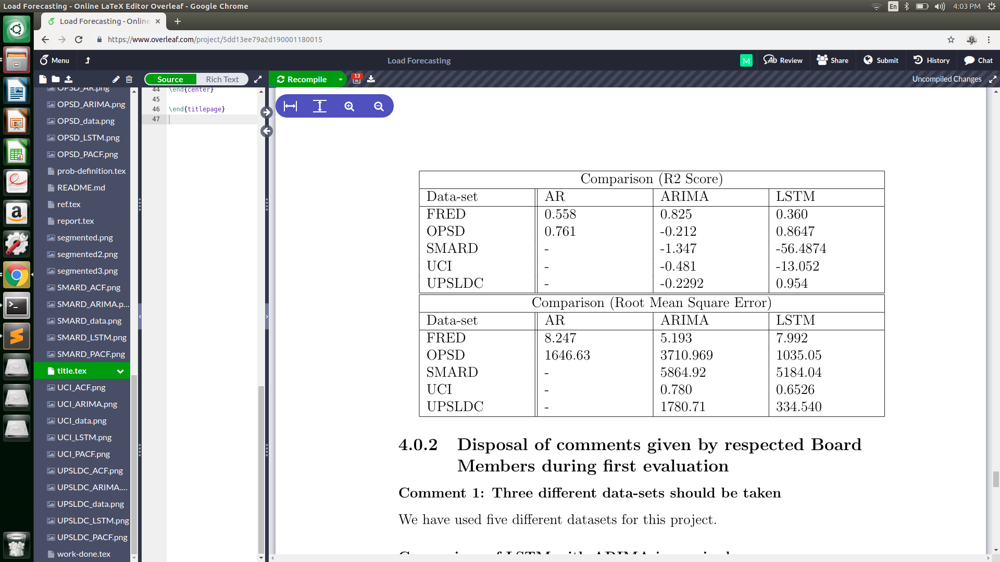 Load Forecasting - Online LaTeX Editor Overleaf - Google Chrome
En
4:03 PM
Load Forecasting - Online
https://www.overleaf.com/project/5dd13ee79a2d190001180015
Menu
Load Forecasting
M
Ab Review
Share
Submit
History
Chat
Source
Rich Text
Recompile
13
Uncompiled Changes
OPSD_AR.png
OPSD_ARIMA.png
OPSD_data.png
OPSD_LSTM.png
OPSD_PACF.png
prob-definition.tex
README.md
ref.tex
report.tex
segmented.png
segmented2.png
segmented3.png
SMARD_ACF.png
SMARD_ARIMA.p...
SMARD_data.png
SMARD_LSTM.png
SMARD_PACF.png
title.tex
UCI_ACF.png
UCI_ARIMA.png
UCI_data.png
UCI_LSTM.png
UCI_PACF.png
UPSLDC_ACF.png
UPSLDC_ARIMA....
UPSLDC_data.png
UPSLDC_LSTM.png
UPSLDC_PACF.png
work-done.tex
44 \end{center}
45
46 \end{titlepage}
47
Comparison (R2 Score)
Data-set AR ARIMA LSTM
FRED 0.558 0.825 0.360
OPSD 0.761 -0.212 0.8647
SMARD - -1.347 -56.4874
UCI - -0.481 -13.052
UPSLDC - -0.2292 0.954
Comparison (Root Mean Square Error)
Data-set AR ARIMA LSTM
FRED 8.247 5.193 7.992
OPSD 1646.63 3710.969 1035.05
SMARD - 5864.92 5184.04
UCI - 0.780 0.6526
UPSLDC - 1780.71 334.540
4.0.2 Disposal of comments given by respected Board
Members during first evaluation
Comment 1: Three different data-sets should be taken
We have used five different datasets for this project.